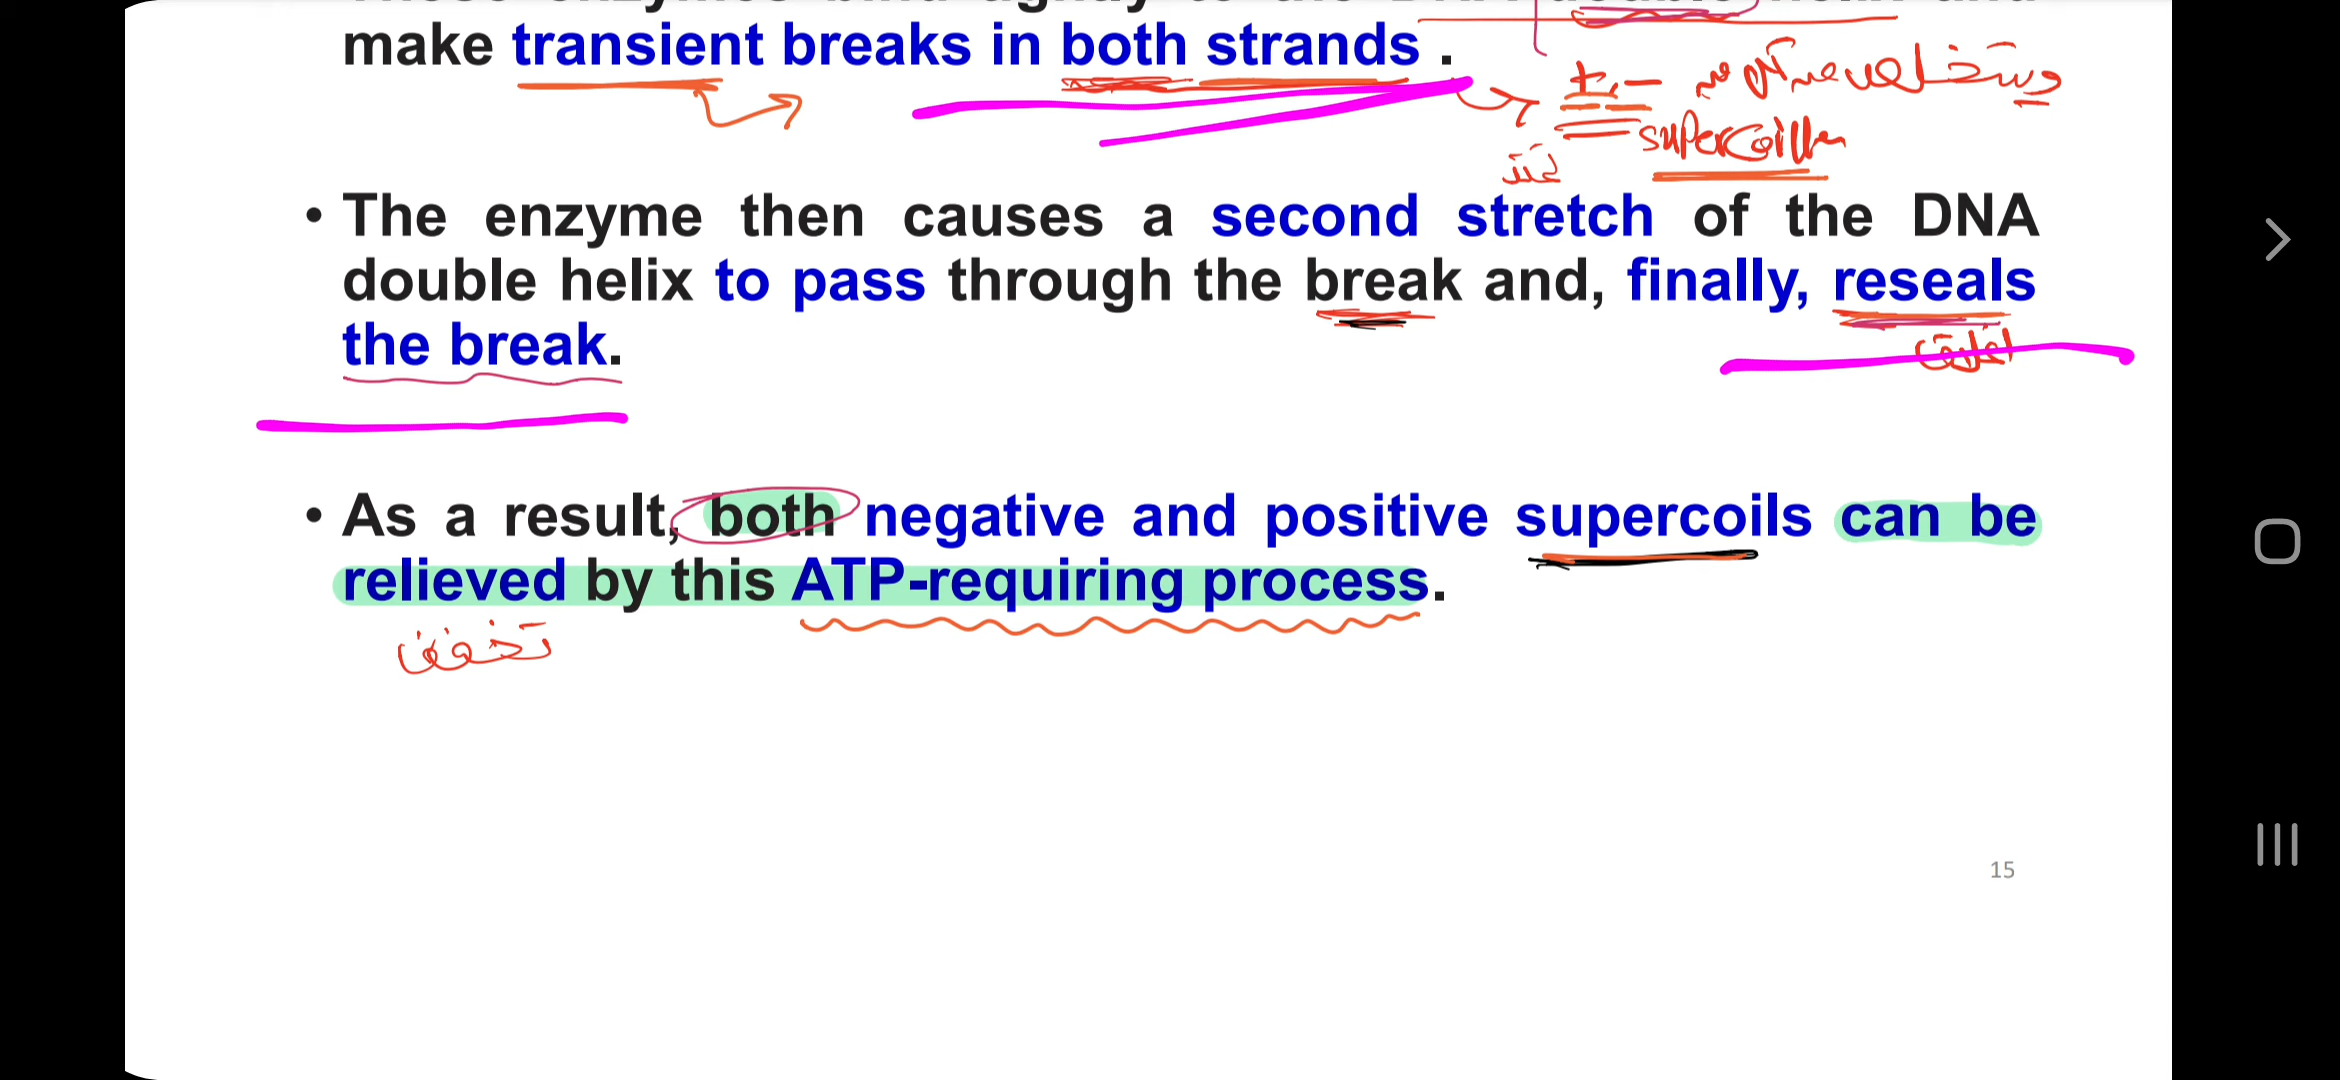 make transient breaks in both strands .
+, -
supercoil
• The enzyme then causes a second stretch of the DNA
double helix to pass through the break and, finally, reseals
اغلاق
the break.
• As a result, both negative and positive supercoils can be
relieved by this ATP-requiring process.
تخفف
15